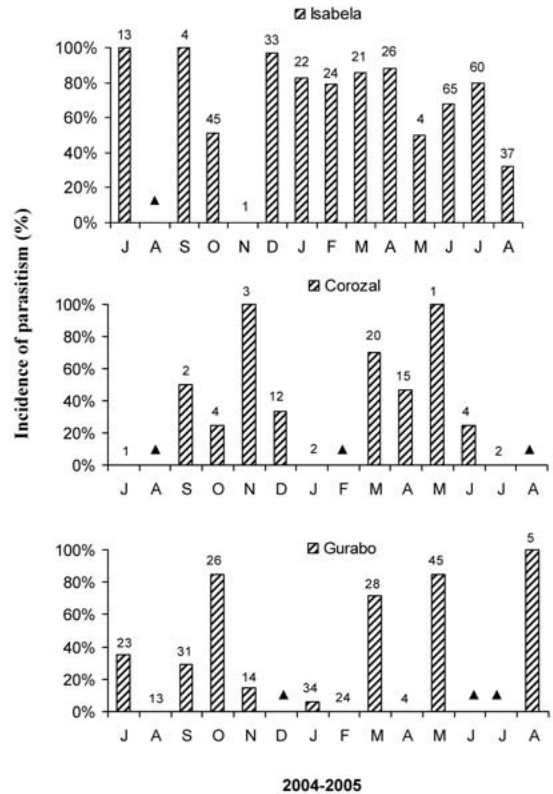 Isabela
13 4 45 1 33 22 24 21 26 4 65 60 37
100%
80%
60%
40%
20%
0%
▲
J A S O N D J F M A M J J A
Corozal
1 2 4 3 12 2 20 15 1 4 2
100%
80%
60%
40%
20%
0%
▲ ▲ ▲
J A S O N D J F M A M J J A
Gurabo
23 13 31 26 14 34 24 28 4 45 5
100%
80%
60%
40%
20%
0%
▲ ▲ ▲
J A S O N D J F M A M J J A
Incidence of parasitism (%)
2004-2005